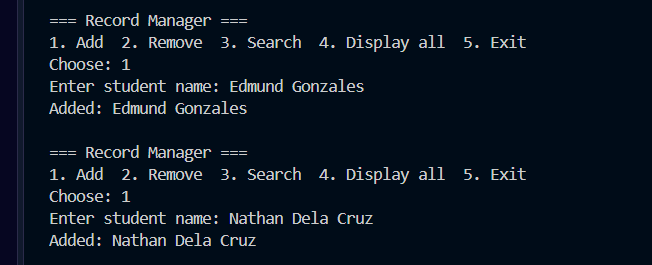 === Record Manager ===
1. Add  2. Remove  3. Search  4. Display all  5. Exit
Choose: 1
Enter student name: Edmund Gonzales
Added: Edmund Gonzales

=== Record Manager ===
1. Add  2. Remove  3. Search  4. Display all  5. Exit
Choose: 1
Enter student name: Nathan Dela Cruz
Added: Nathan Dela Cruz